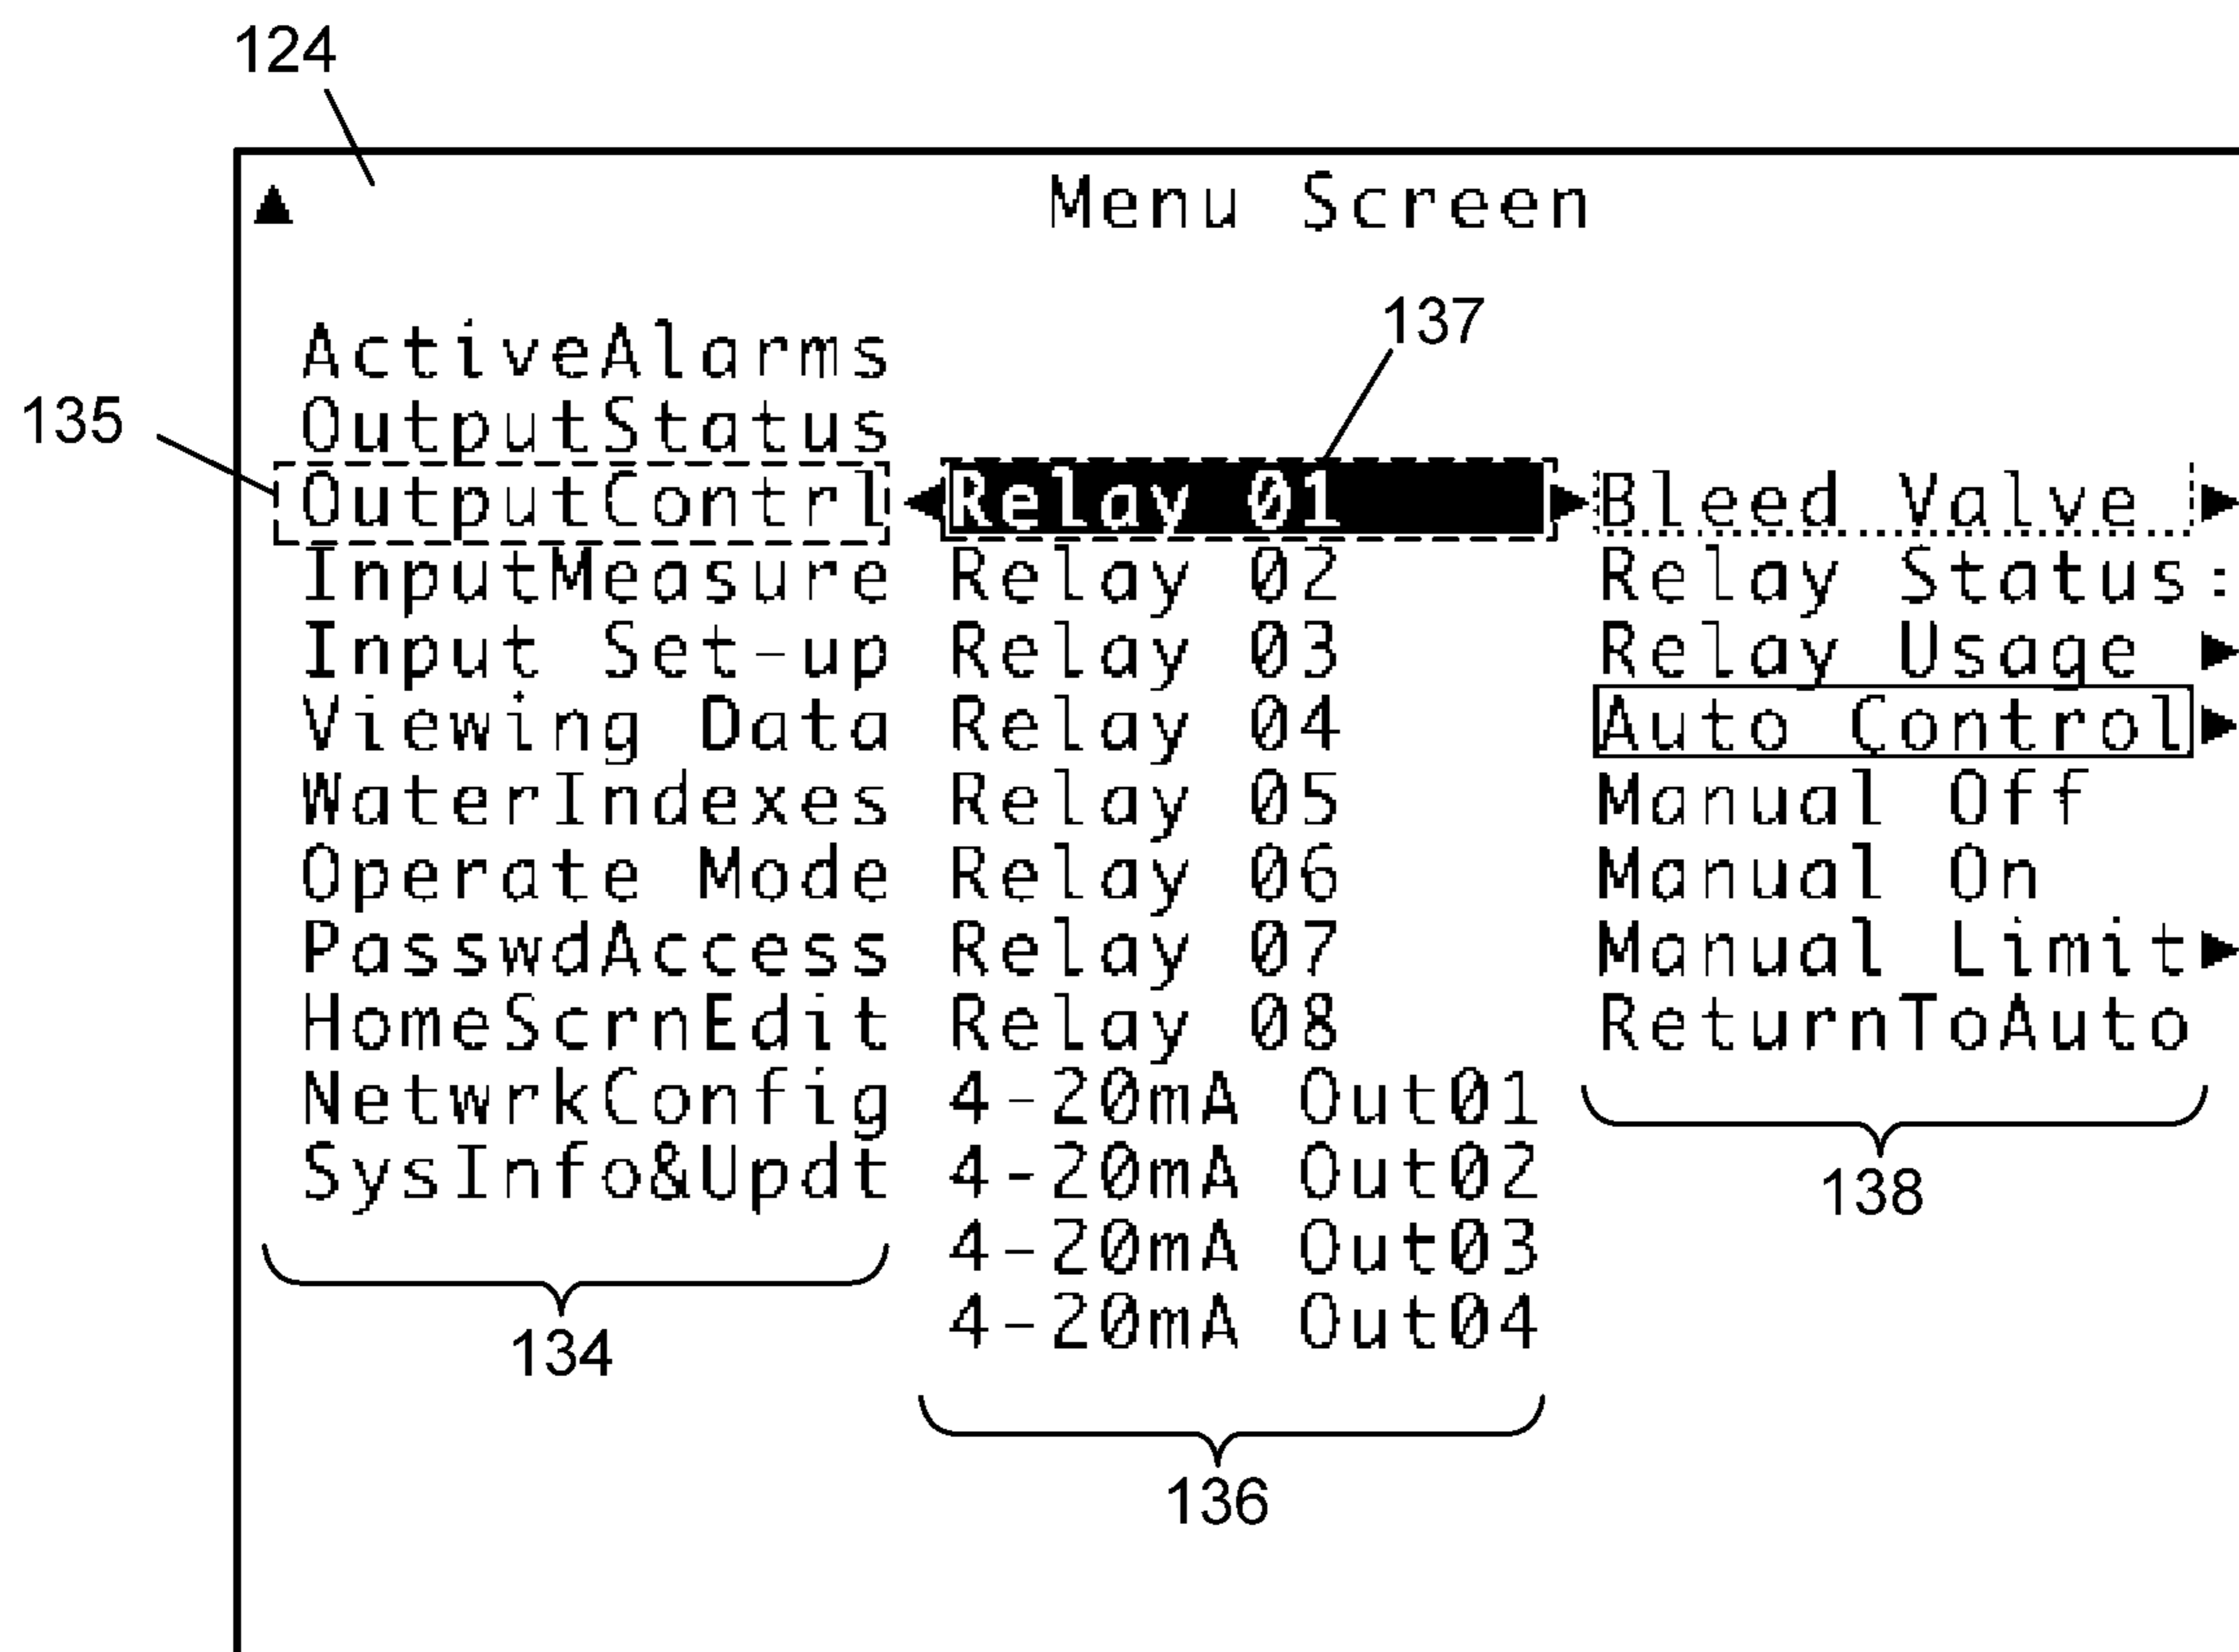 124
Menu Screen
137
135
ActiveAlarms
OutputStatus
OutputContrl
InputMeasure
Input Set-up
Viewing Data
WaterIndexes
Operate Mode
PasswdAccess
HomeScrnEdit
NetwrkConfig
SysInfo&Updt
134
Relay 01
Relay 02
Relay 03
Relay 04
Relay 05
Relay 06
Relay 07
Relay 08
4-20mA Out01
4-20mA Out02
4-20mA Out03
4-20mA Out04
136
Bleed Valve
Relay Status:
Relay Usage
Auto Control
Manual Off
Manual On
Manual Limit
ReturnToAuto
138